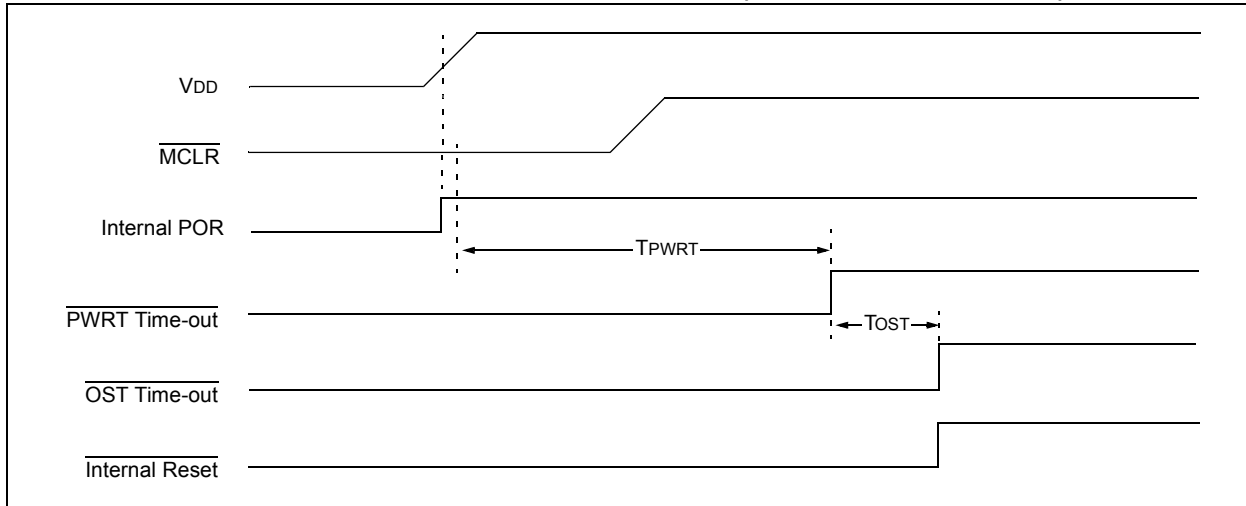 VDD
MCLR
Internal POR
TPWRT
PWRT Time-out
TOST
OST Time-out
Internal Reset